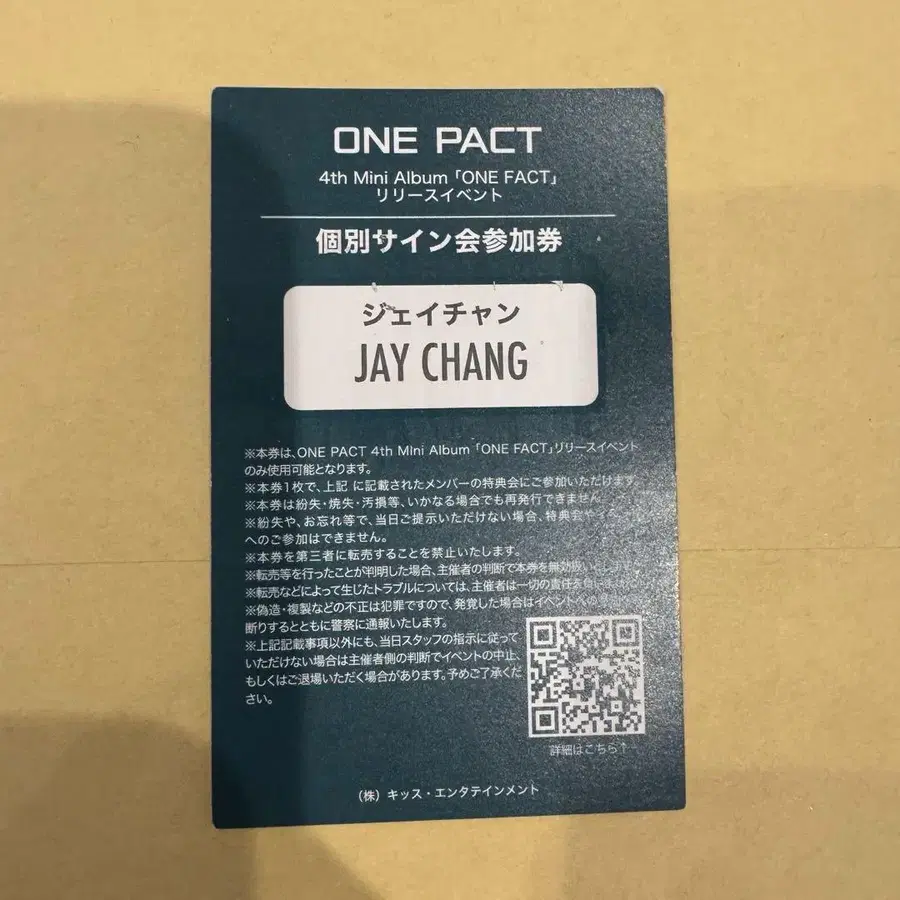 ONE PACT
4th Mini Album「ONE FACT」
リリースイベント
個別サイン会参加券
ジェイチャン
JAY CHANG
※本券は、ONE PACT 4th MIni Album「ONE FACT」リリースイベント
のみ使用可能となります。
※本券1枚で、上記 に記載されたメンバーの特典会にご参加いただけます。
※本券は紛失・焼失・汚損等、いかなる場合でも再発行できません
※紛失や、お忘れ等で、当日ご提示いただけない場合、特典会や
へのご参加はできません。
※本券を第三者に転売することを禁止いたします。
※転売等を行ったことが判明した場合、主催者の判断で本券を無効
※転売などによって生じたトラブルについては、主催者は一切の責任を
※偽造・複製などの不正は犯罪ですので、発覚した場合はイベント
断りするとともに警察に通報いたします。
※上記記載事項以外にも、当日スタッフの指示に従って
いただけない場合は主催者側の判断でイベントの中止、
もしくはご退場いただく場合があります。予めご了承くだ
さい。
詳細はこちら↑
（株）キッス・エンタテインメント